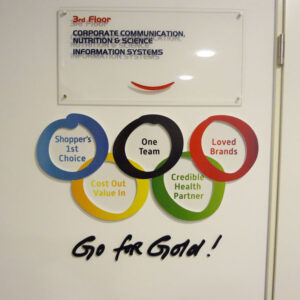 3rd Floor
CORPORATE COMMUNICATION,
NUTRITION & SCIENCE
INFORMATION SYSTEMS
Shopper's
1st
Choice
One
Team
Loved
Brands
Cost Out
Value In
Credible
Health
Partner
Go for Gold!